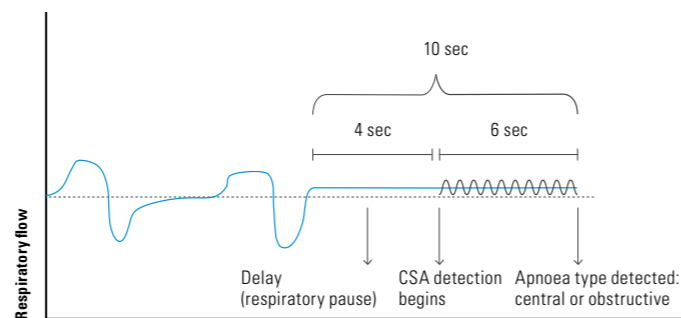 10 sec
4 sec
6 sec
Respiratory flow
Delay
(respiratory pause)
CSA detection
begins
Apnoea type detected:
central or obstructive